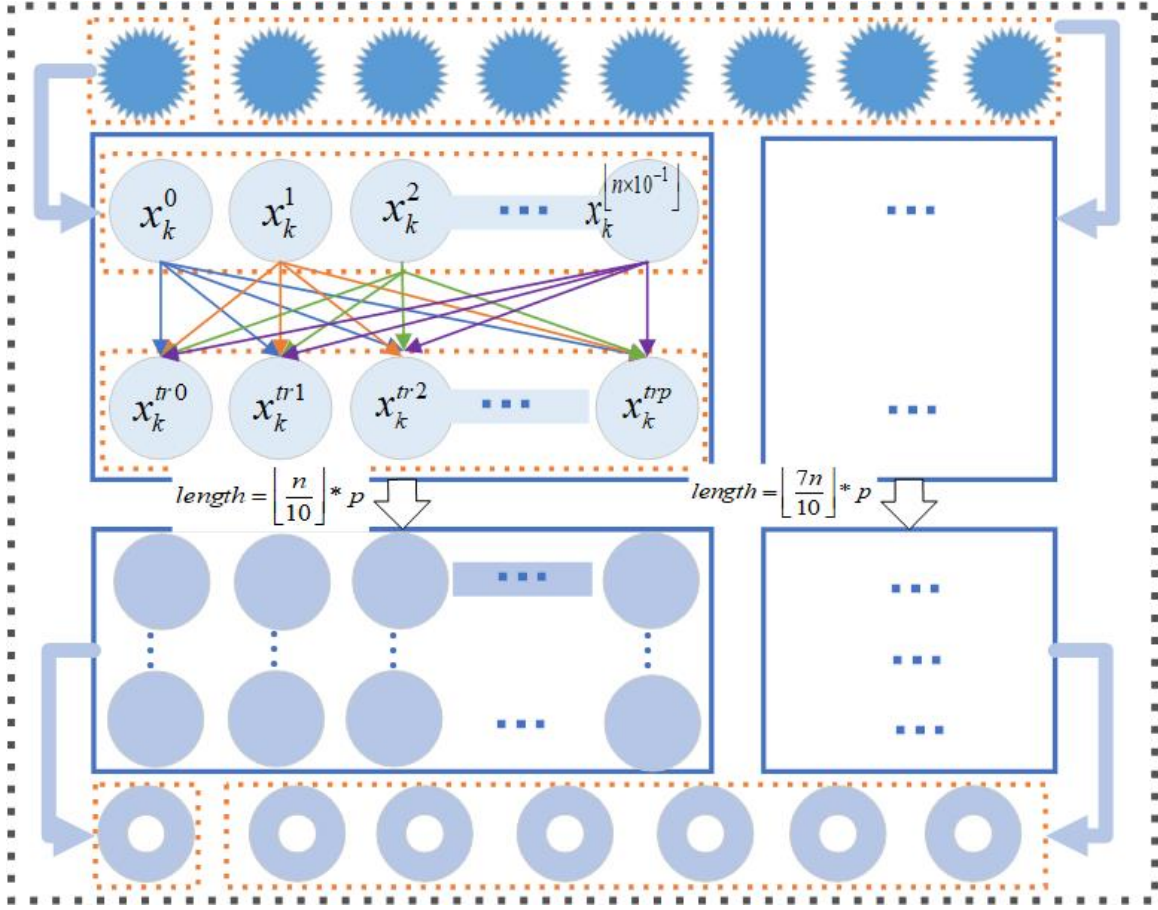 x_k^0 x_k^1 x_k^2 ... x_k^{⌊n×10^{-1}⌋} ...
x_k^{tr0} x_k^{tr1} x_k^{tr2} ... x_k^{trp} ...
length = ⌊n/10⌋ * p
length = ⌊7n/10⌋ * p